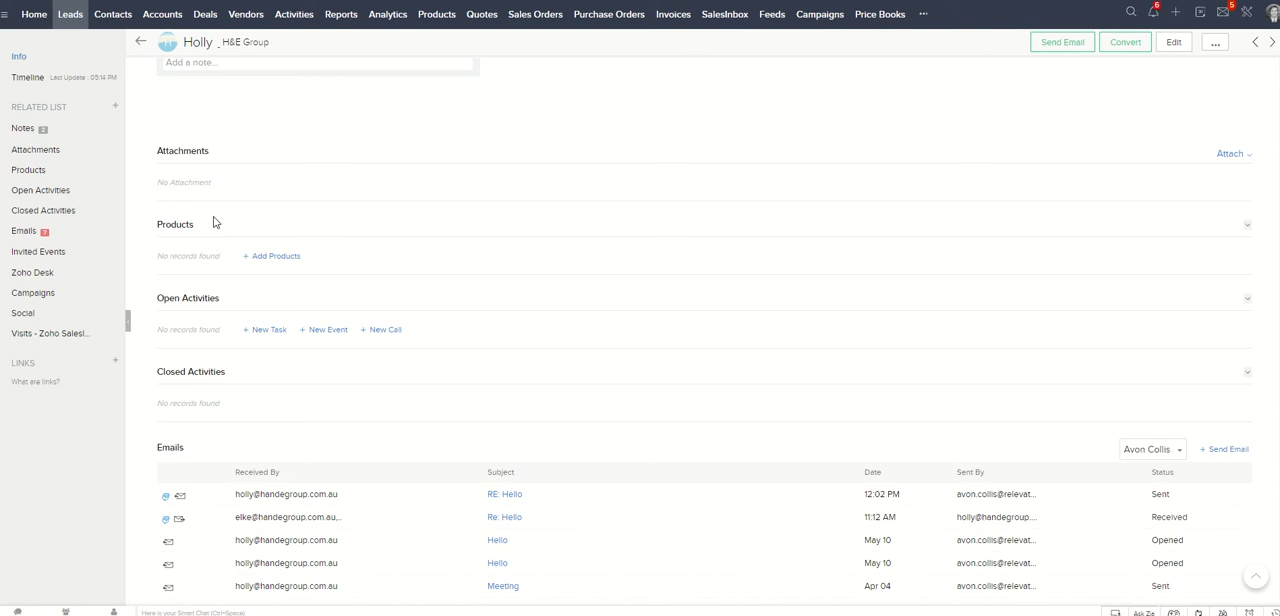 Home Leads Contacts Accounts Deals Vendors Activities Reports Analytics Products Quotes Sales Orders Purchase Orders Invoices SalesInbox Feeds Campaigns Price Books ... 6 5
Holly _ H&E Group Send Email Convert Edit ...
Info
Timeline Last Update : 05:14 PM
RELATED LIST +
Notes 2
Attachments
Products
Open Activities
Closed Activities
Emails 7
Invited Events
Zoho Desk
Campaigns
Social
Visits - Zoho Salesl...
LINKS +
What are links?
Add a note...
Attachments Attach
No Attachment
Products
No records found + Add Products
Open Activities
No records found + New Task + New Event + New Call
Closed Activities
No records found
Emails Avon Collis + Send Email
Received By Subject Date Sent By Status
holly@handegroup.com.au RE: Hello 12:02 PM avon.collis@relevat... Sent
elke@handegroup.com.au,.. Re: Hello 11:12 AM holly@handegroup.... Received
holly@handegroup.com.au Hello May 10 avon.collis@relevat... Opened
holly@handegroup.com.au Hello May 10 avon.collis@relevat... Opened
holly@handegroup.com.au Meeting Apr 04 avon.collis@relevat... Sent
Here is your Smart Chat (Ctrl+Space) Ask Zia